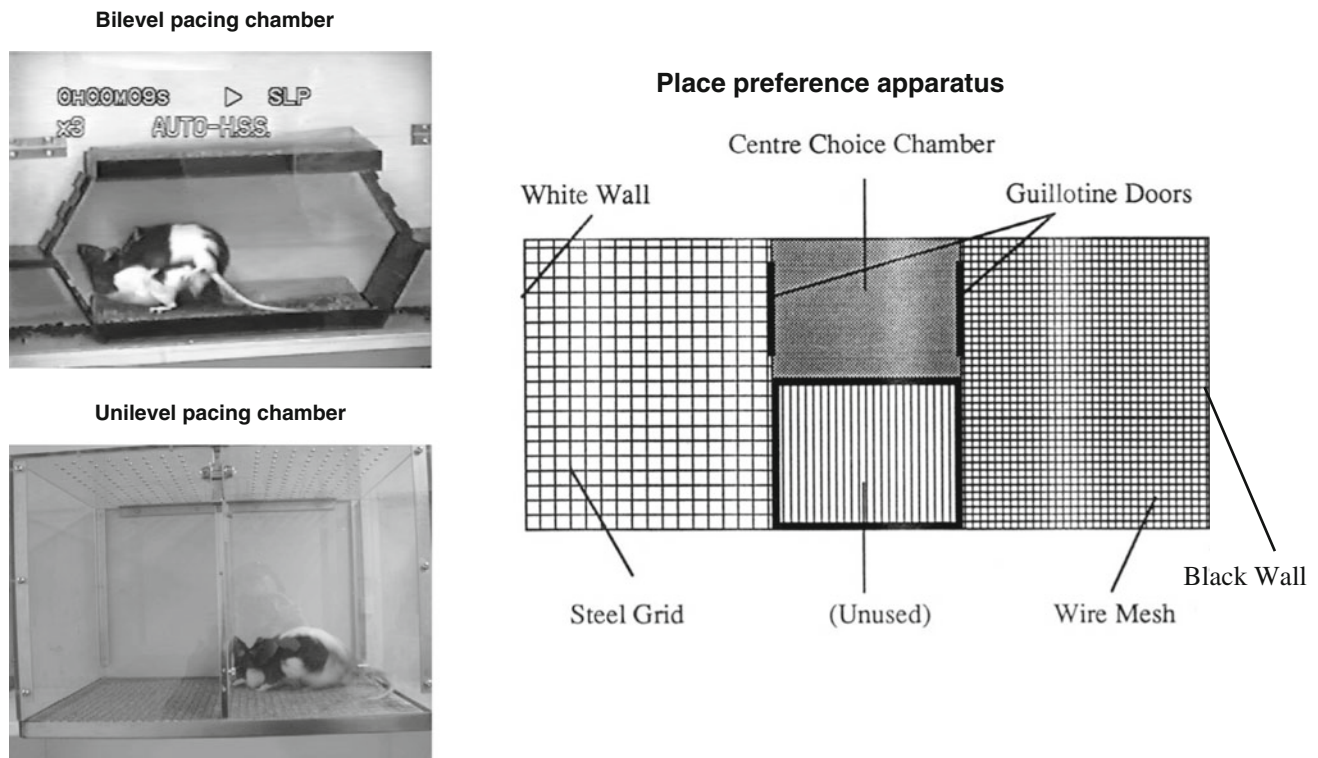 Bilevel pacing chamber
0H00M09S ▷ SLP
x3 AUTO-H.S.S.
Unilevel pacing chamber
Place preference apparatus
Centre Choice Chamber
White Wall
Guillotine Doors
Black Wall
Steel Grid
(Unused)
Wire Mesh